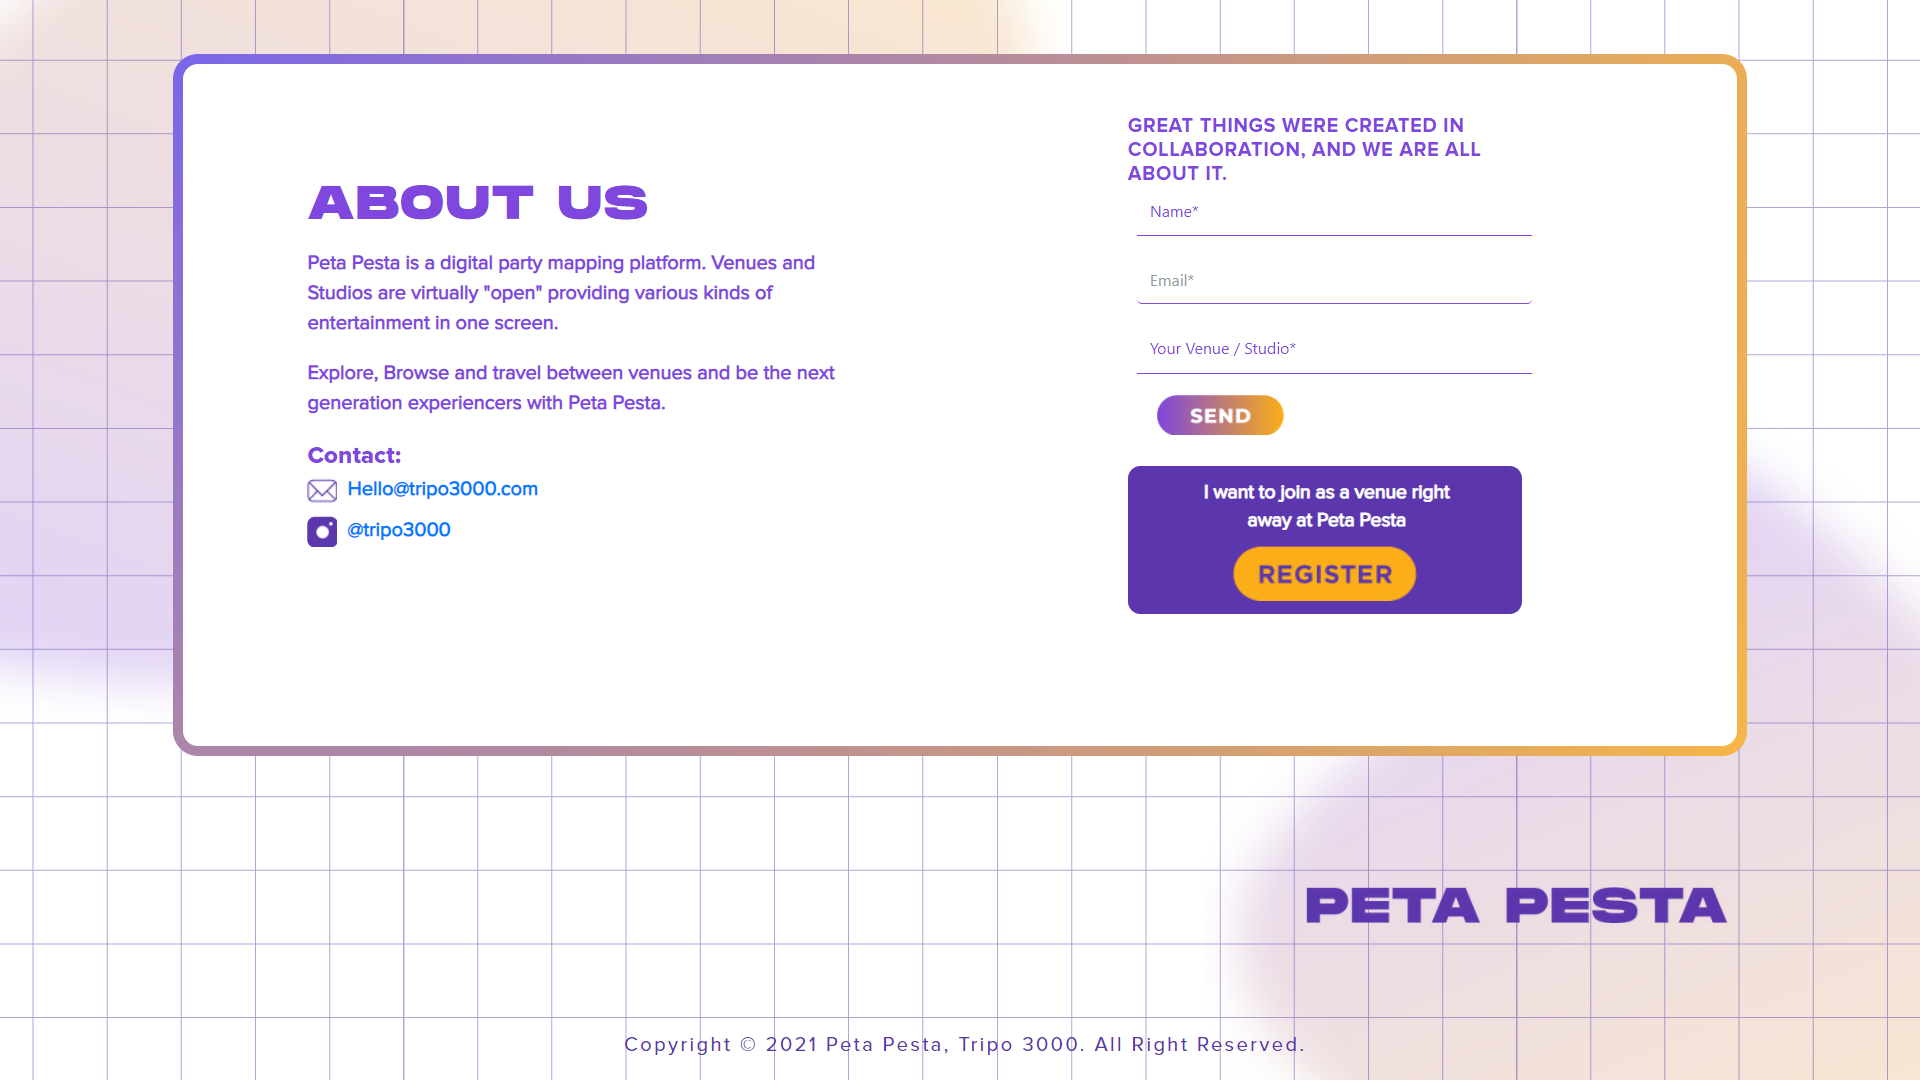 ABOUT US
Peta Pesta is a digital party mapping platform. Venues and
Studios are virtually "open" providing various kinds of
entertainment in one screen.
Explore, Browse and travel between venues and be the next
generation experiencers with Peta Pesta.
Contact:
Hello@tripo3000.com
@tripo3000
GREAT THINGS WERE CREATED IN
COLLABORATION, AND WE ARE ALL
ABOUT IT.
Name*
Email*
Your Venue / Studio*
SEND
I want to join as a venue right
away at Peta Pesta
REGISTER
PETA PESTA
Copyright © 2021 Peta Pesta, Tripo 3000. All Right Reserved.